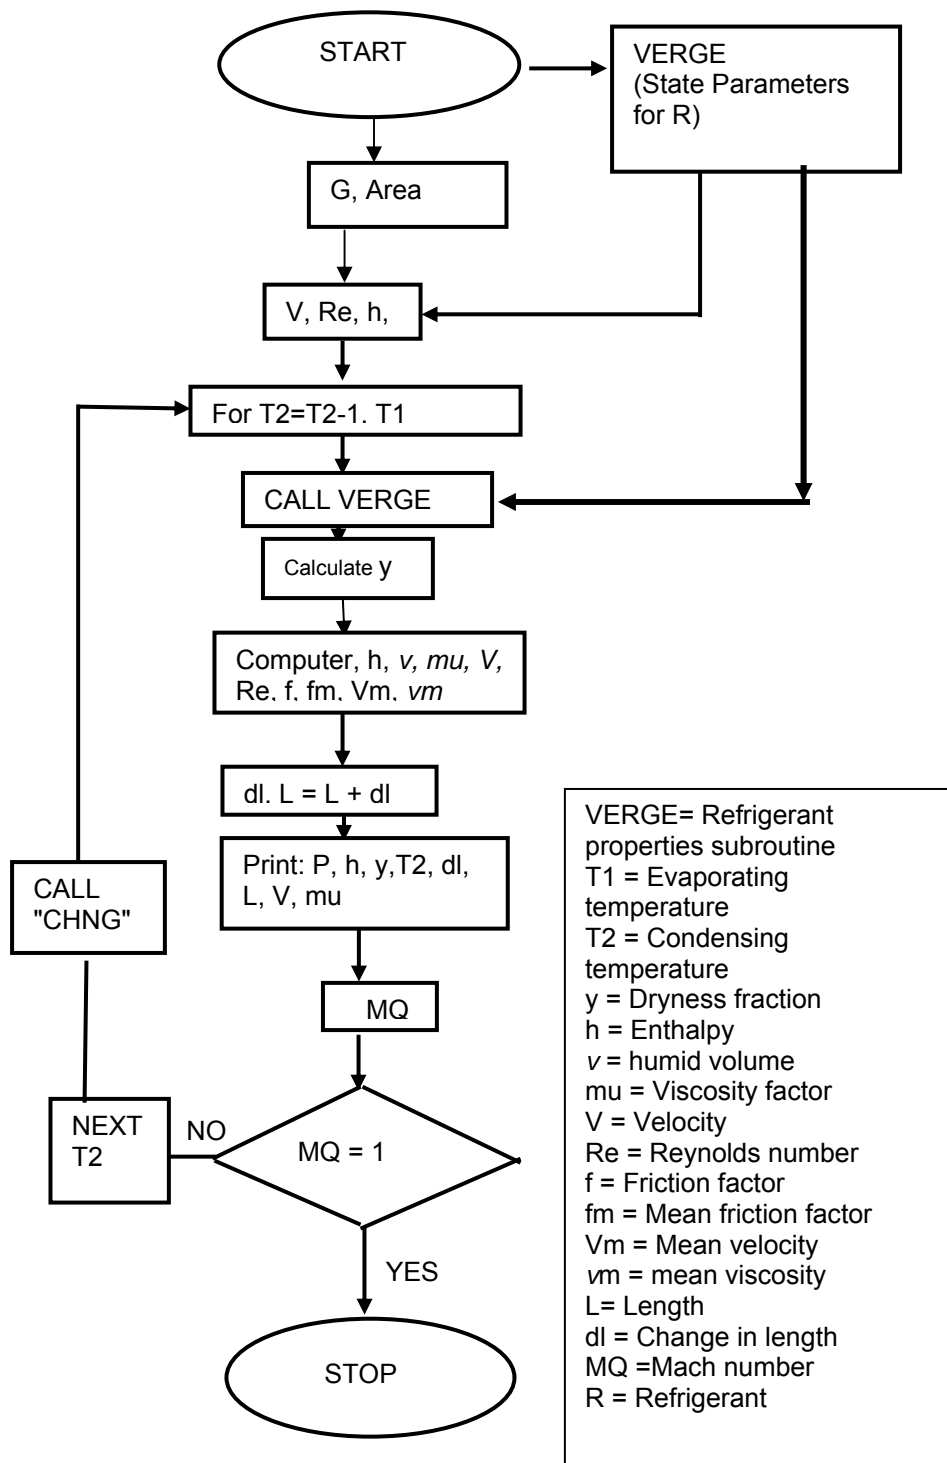 START
VERGE
(State Parameters
for R)
G, Area
V, Re, h,
For T2=T2-1. T1
CALL VERGE
Calculate y
Computer, h, v, mu, V,
Re, f, fm, Vm, vm
dl. L = L + dl
Print: P, h, y,T2, dl,
L, V, mu
CALL
"CHNG"
MQ
NEXT
T2
NO
MQ = 1
YES
STOP
VERGE= Refrigerant
properties subroutine
T1 = Evaporating
temperature
T2 = Condensing
temperature
y = Dryness fraction
h = Enthalpy
v = humid volume
mu = Viscosity factor
V = Velocity
Re = Reynolds number
f = Friction factor
fm = Mean friction factor
Vm = Mean velocity
vm = mean viscosity
L= Length
dl = Change in length
MQ =Mach number
R = Refrigerant